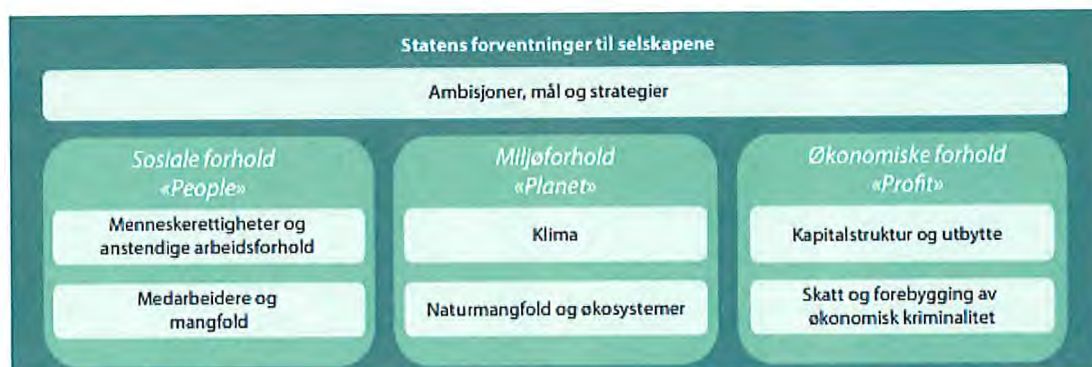 Statens forventninger til selskapene
Ambisjoner, mål og strategier
Sosiale forhold
«People»
Menneskerettigheter og
anstendige arbeidsforhold
Medarbeidere og
mangfold
Miljøforhold
«Planet»
Klima
Naturmangfold og økosystemer
Økonomiske forhold
«Profit»
Kapitalstruktur og utbytte
Skatt og forebygging av
økonomisk kriminalitet